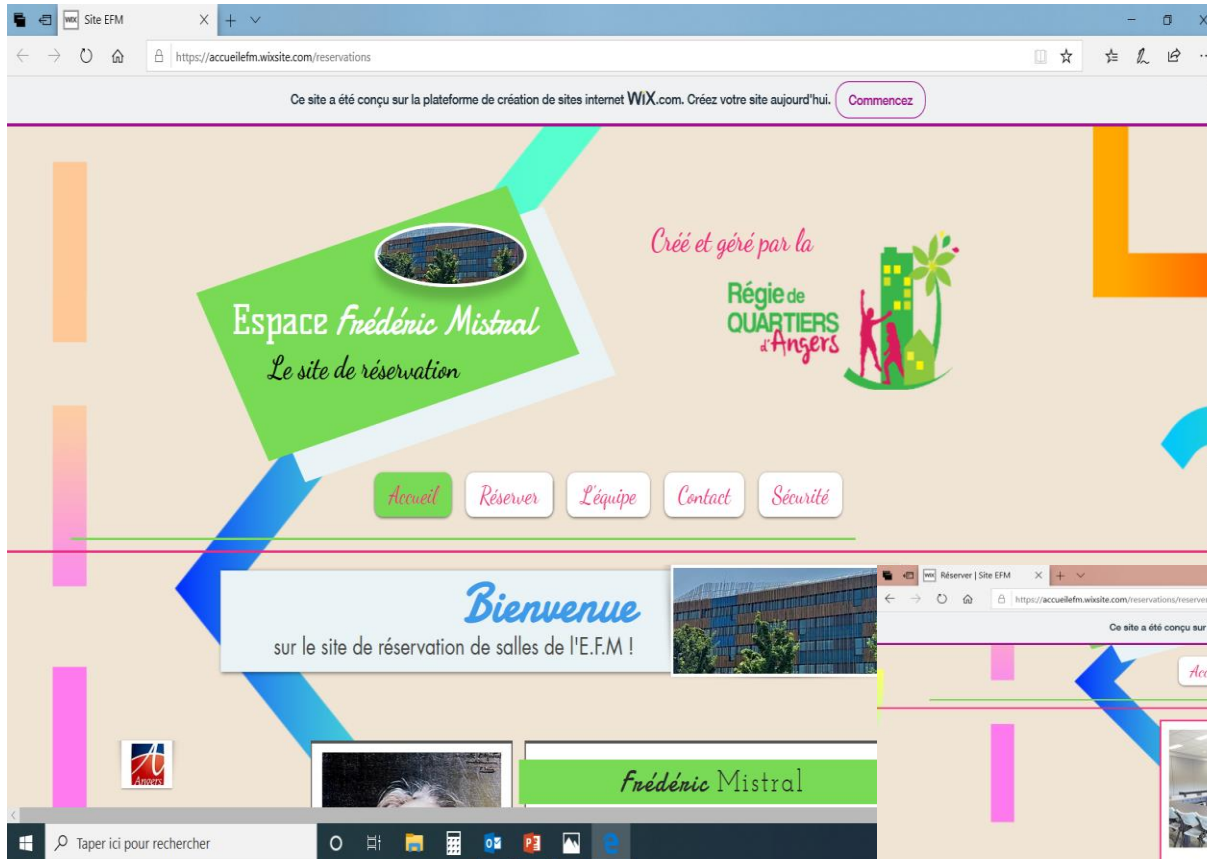 WIX Site EFM
https://accueilefm.wixsite.com/reservations
Ce site a été conçu sur la plateforme de création de sites internet WiX.com. Créez votre site aujourd'hui. Commencez
Espace Frédéric Mistral
Le site de réservation
Créé et géré par la
Régie de
QUARTIERS
d'Angers
Accueil Réserver L'équipe Contact Sécurité
Bienvenue
sur le site de réservation de salles de l'E.F.M !
Angers
Frédéric Mistral
WIX Réserver | Site EFM
https://accueilefm.wixsite.com/reservations/reserver
Ce site a été conçu sur
Taper ici pour rechercher